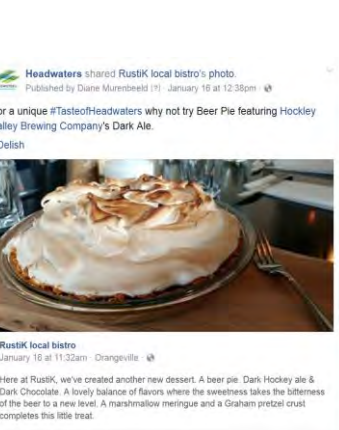 Headwaters shared RustiK local bistro's photo.
Published by Diane Murenbeeld [?] · January 16 at 12:38pm ·
or a unique #TasteofHeadwaters why not try Beer Pie featuring Hockley
alley Brewing Company's Dark Ale.
Delish
RustiK local bistro
January 16 at 11:32am · Orangeville ·
Here at RustiK, we've created another new dessert. A beer pie. Dark Hockey ale &
Dark Chocolate. A lovely balance of flavors where the sweetness takes the bitterness
of the beer to a new level. A marshmallow meringue and a Graham pretzel crust
completes this little treat.